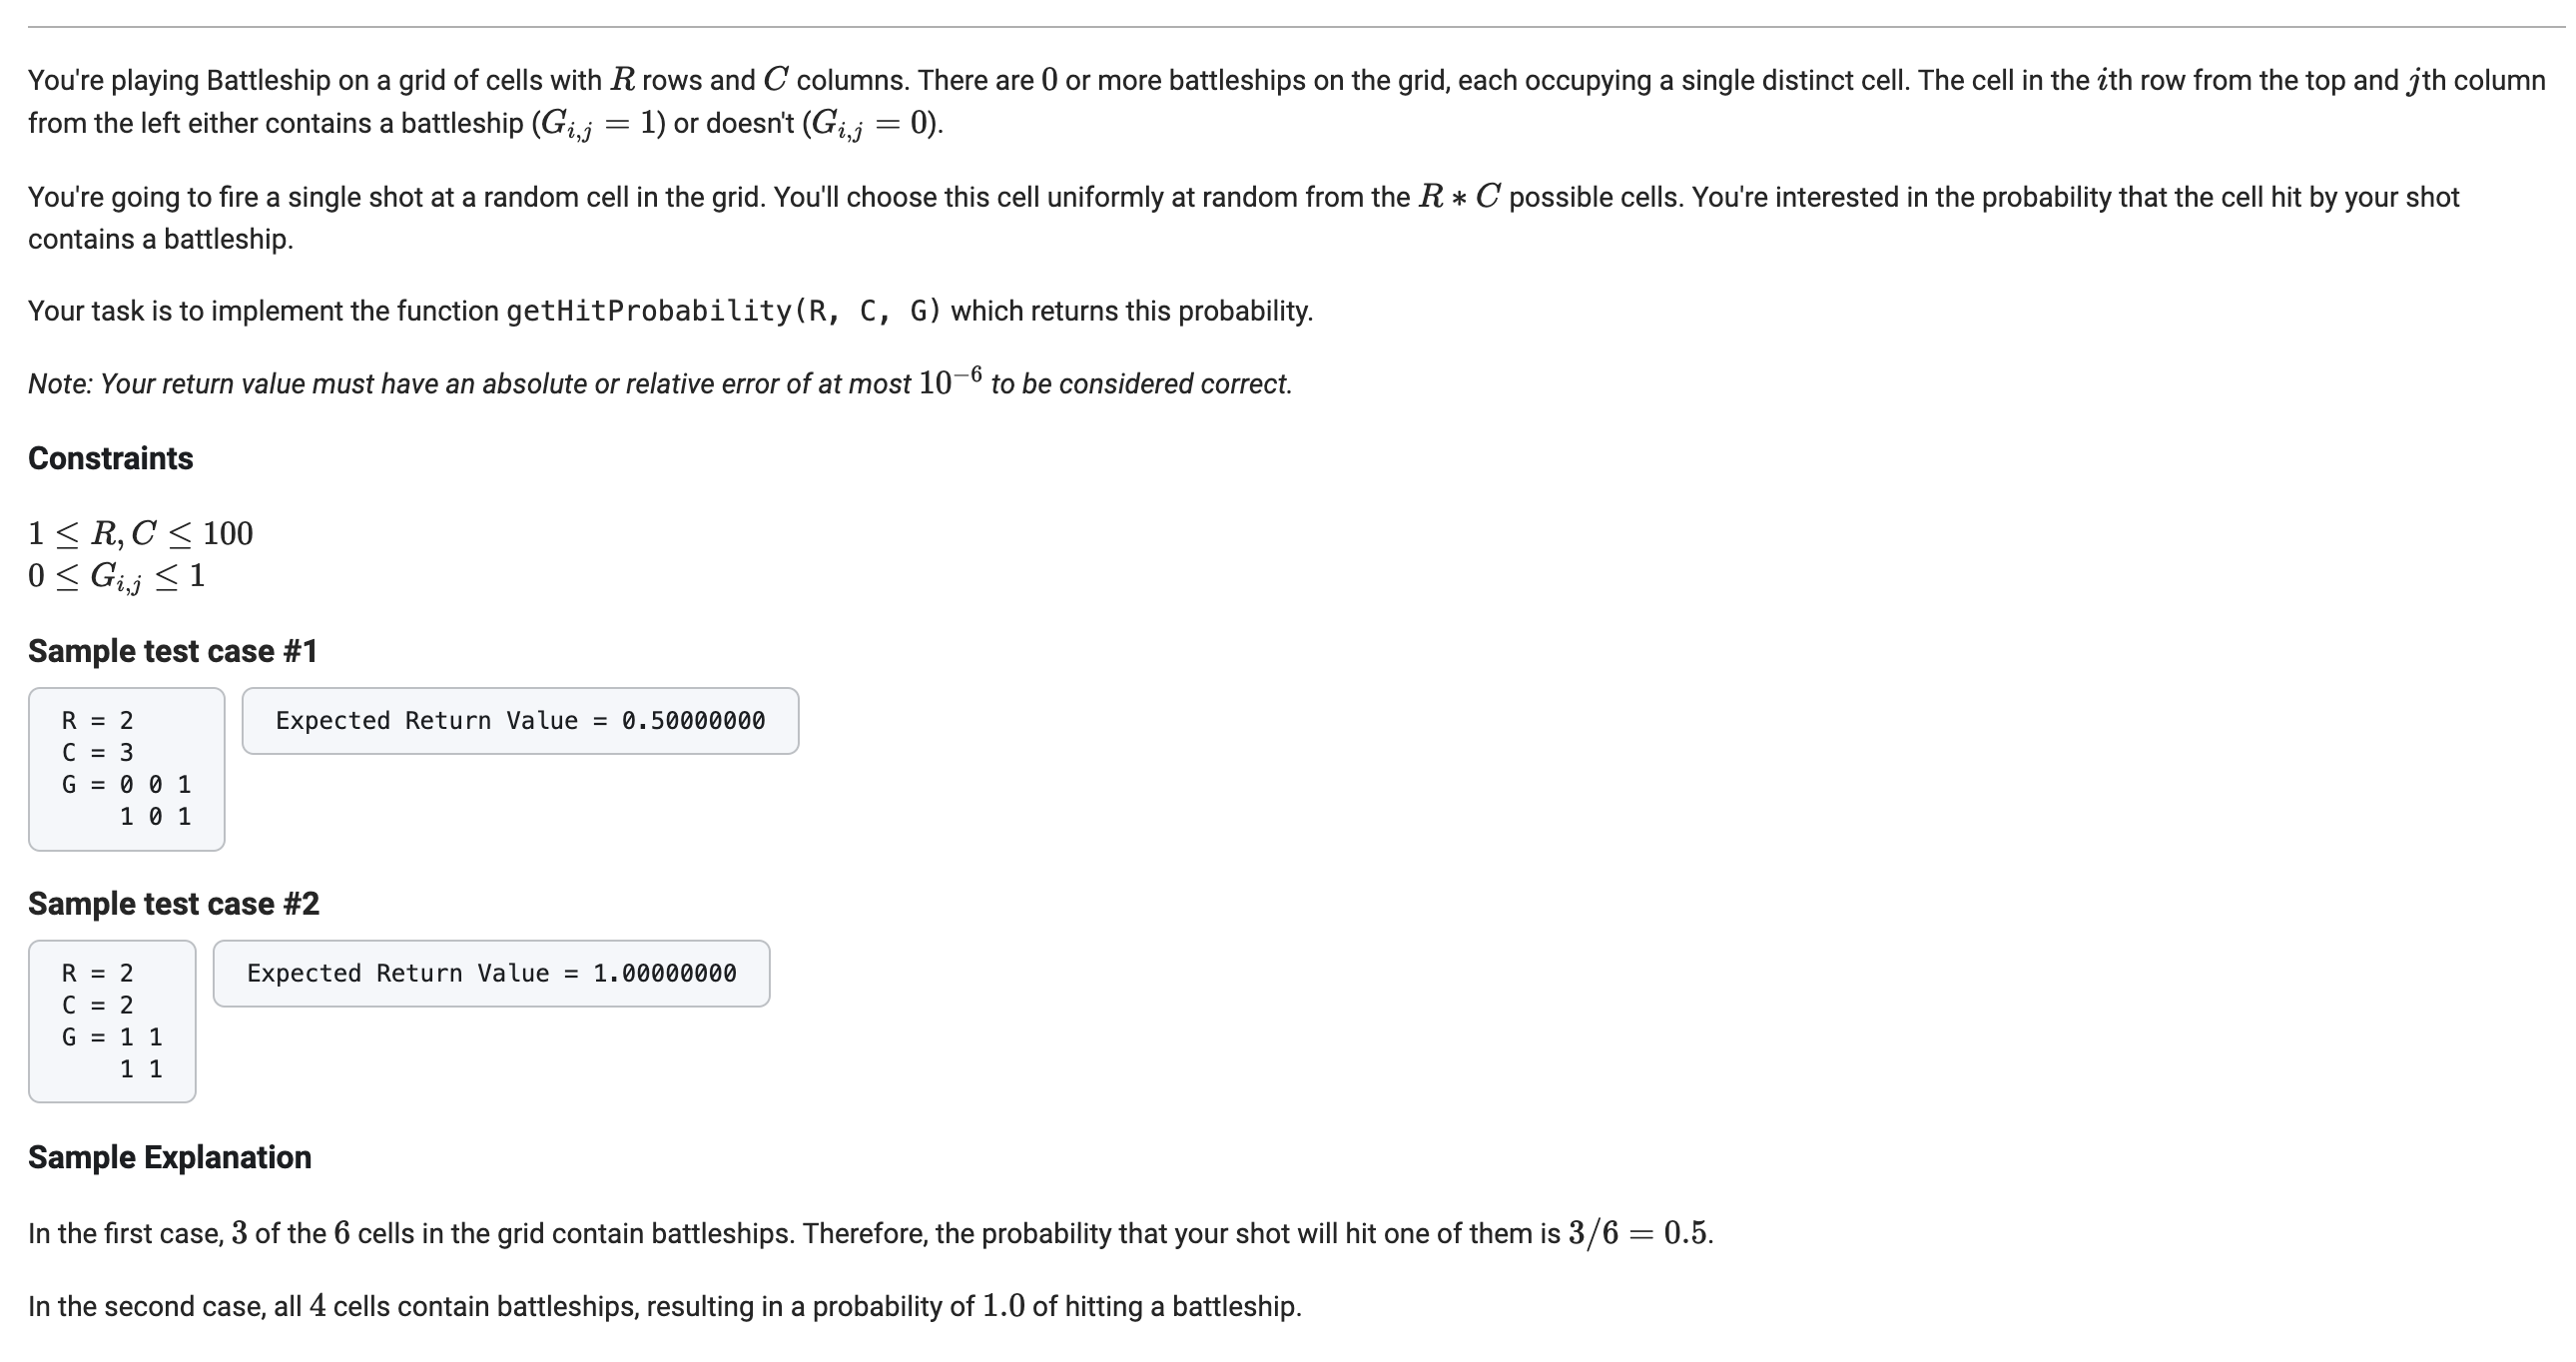 You're playing Battleship on a grid of cells with R rows and C columns. There are 0 or more battleships on the grid, each occupying a single distinct cell. The cell in the ith row from the top and jth column
from the left either contains a battleship (G_{i,j} = 1) or doesn't (G_{i,j} = 0).
You're going to fire a single shot at a random cell in the grid. You'll choose this cell uniformly at random from the R * C possible cells. You're interested in the probability that the cell hit by your shot
contains a battleship.
Your task is to implement the function getHitProbability(R, C, G) which returns this probability.
Note: Your return value must have an absolute or relative error of at most 10^{-6} to be considered correct.
Constraints
1 ≤ R, C ≤ 100
0 ≤ G_{i,j} ≤ 1
Sample test case #1
R = 2
C = 3
G = 0 0 1
1 0 1
Expected Return Value = 0.50000000
Sample test case #2
R = 2
C = 2
G = 1 1
1 1
Expected Return Value = 1.00000000
Sample Explanation
In the first case, 3 of the 6 cells in the grid contain battleships. Therefore, the probability that your shot will hit one of them is 3/6 = 0.5.
In the second case, all 4 cells contain battleships, resulting in a probability of 1.0 of hitting a battleship.